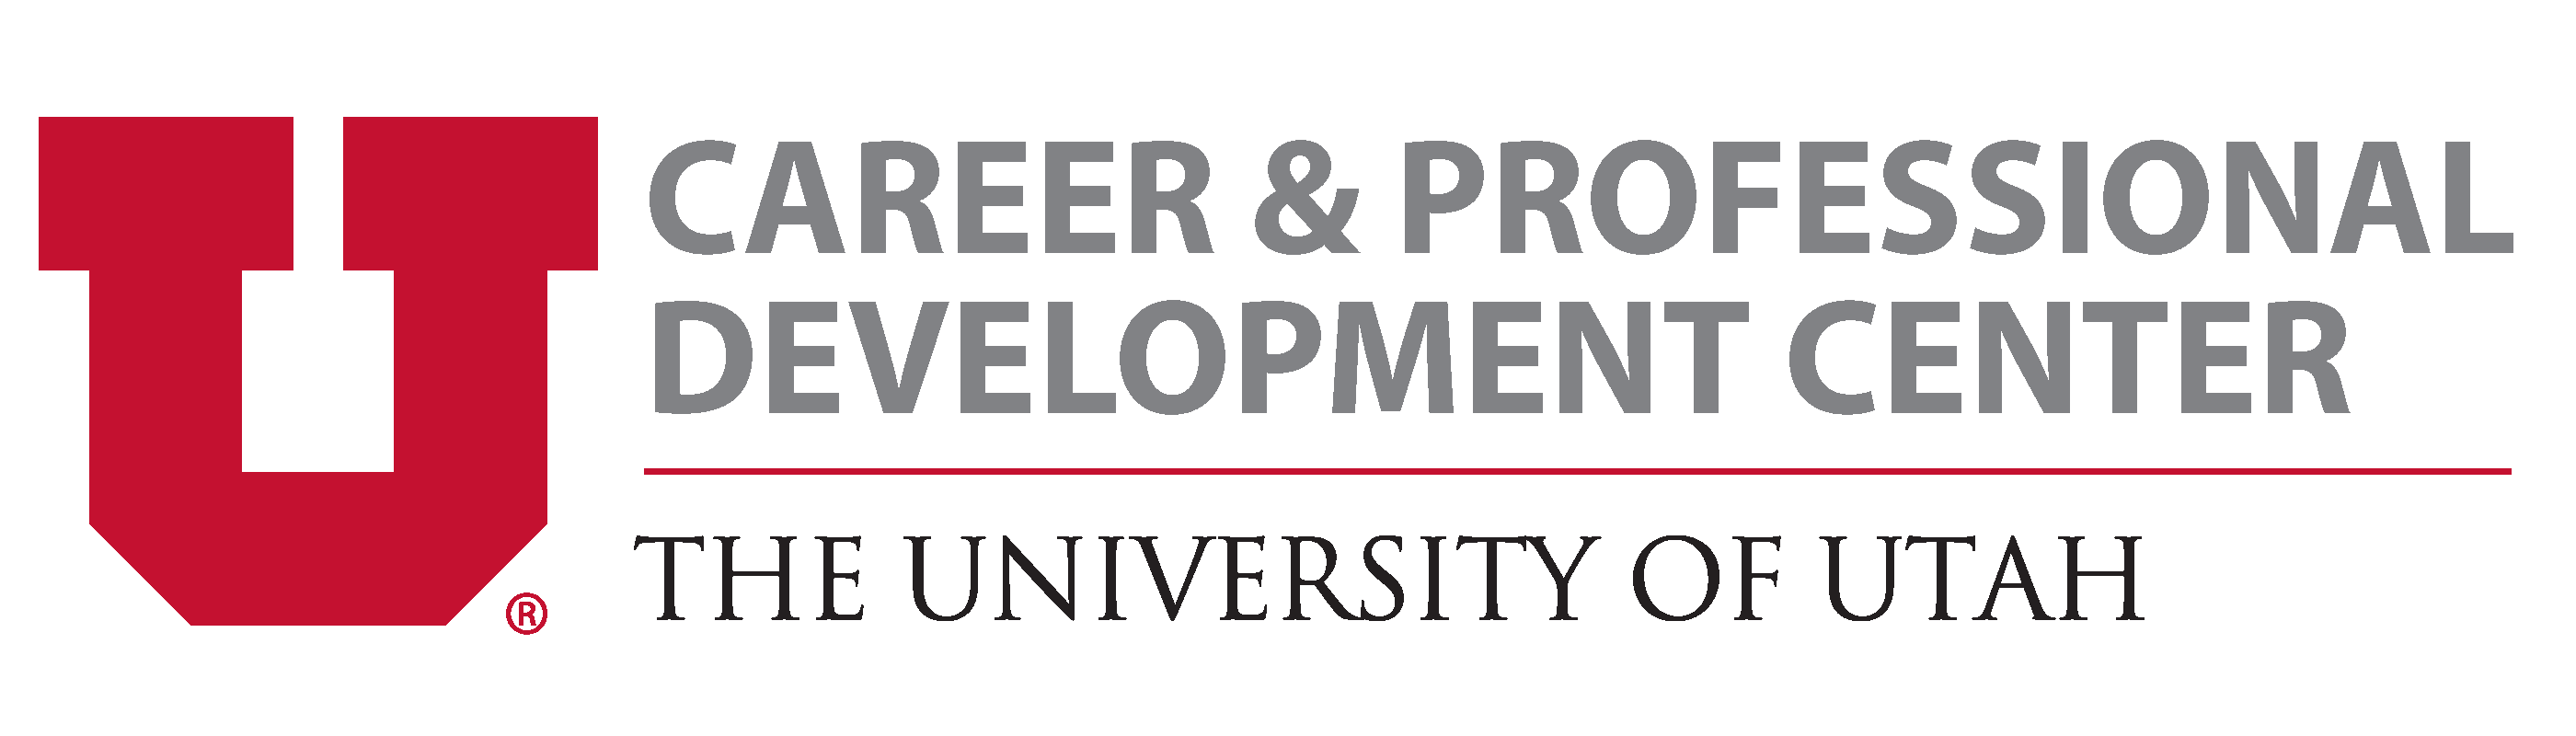 U®
CAREER & PROFESSIONAL
DEVELOPMENT CENTER
THE UNIVERSITY OF UTAH